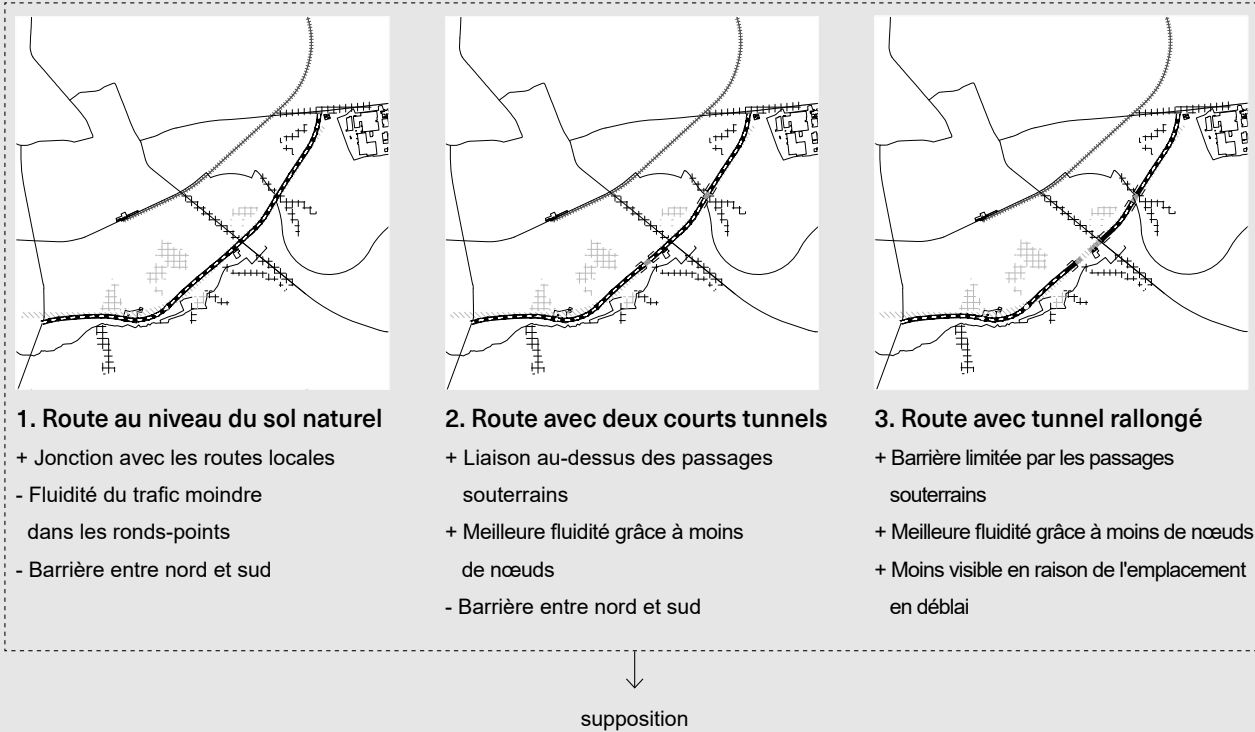 1. Route au niveau du sol naturel
+ Jonction avec les routes locales
- Fluidité du trafic moindre
dans les ronds-points
- Barrière entre nord et sud
2. Route avec deux courts tunnels
+ Liaison au-dessus des passages
souterrains
+ Meilleure fluidité grâce à moins
de nœuds
- Barrière entre nord et sud
3. Route avec tunnel rallongé
+ Barrière limitée par les passages
souterrains
+ Meilleure fluidité grâce à moins de nœuds
+ Moins visible en raison de l'emplacement
en déblai
supposition